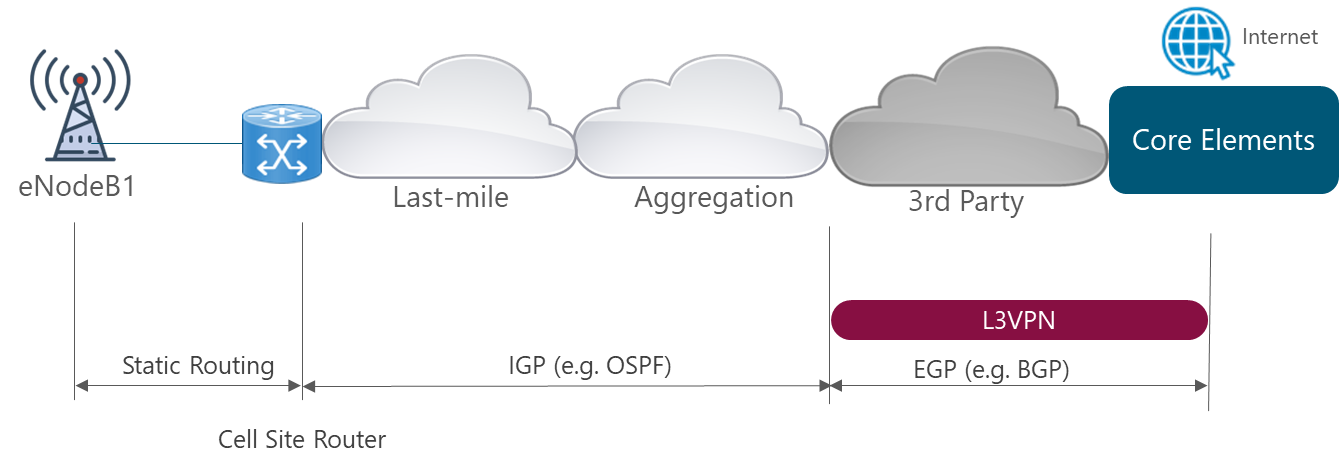 Internet
Core Elements
eNodeB1
Last-mile
Aggregation
3rd Party
L3VPN
Static Routing
IGP (e.g. OSPF)
EGP (e.g. BGP)
Cell Site Router